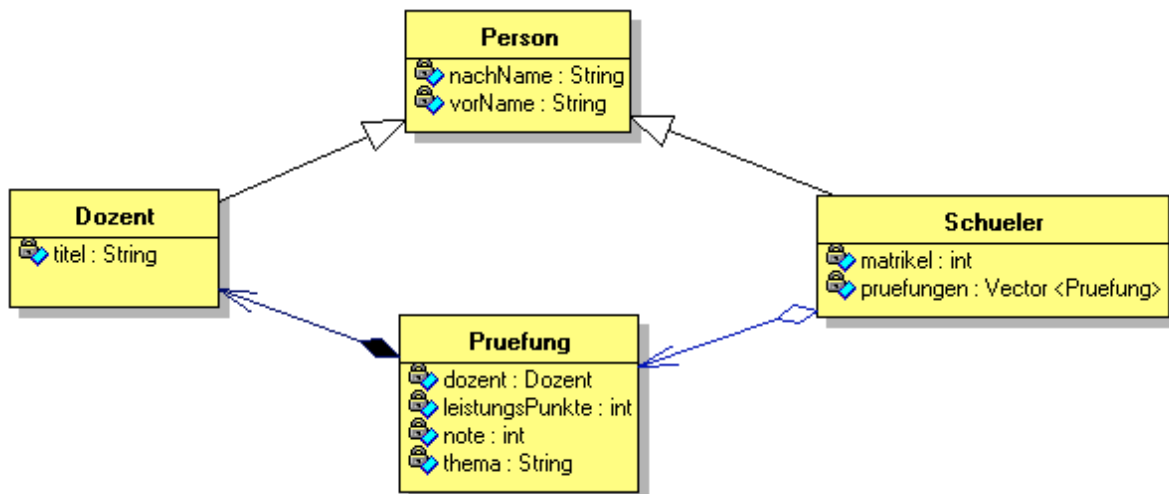 Person
nachName : String
vorName : String
Dozent
titel : String
Schueler
matrikel : int
pruefungen : Vector <Pruefung>
Pruefung
dozent : Dozent
leistungsPunkte : int
note : int
thema : String